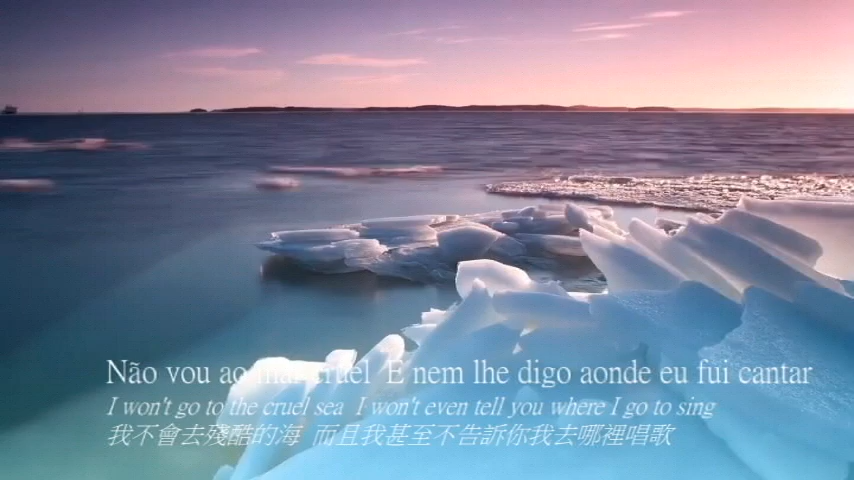 Não vou ao mar cruel E nem lhe digo aonde eu fui cantar
I won't go to the cruel sea I won't even tell you where I go to sing
我不會去殘酷的海 而且我甚至不告訴你我去哪裡唱歌